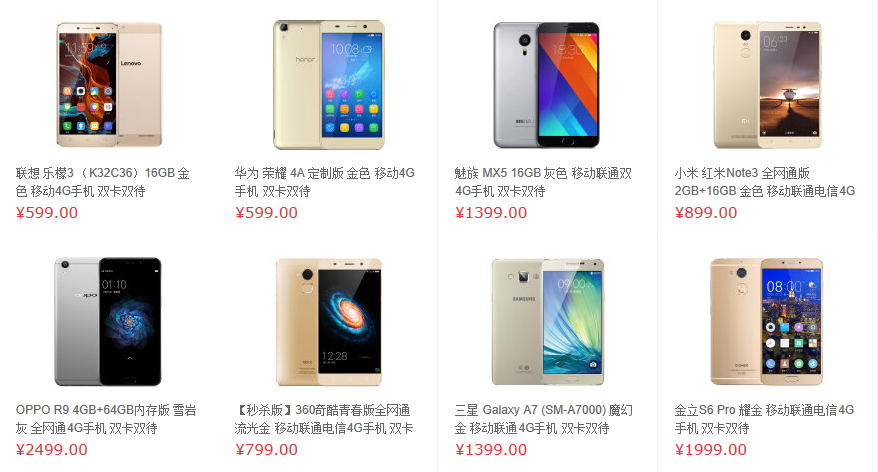 Lenovo
honor
10:08
18:30
MEIZU
06:23
MI
联想 乐檬3 （K32C36）16GB 金
色 移动4G手机 双卡双待
¥599.00
华为 荣耀 4A 定制版 金色 移动4G
手机 双卡双待
¥599.00
魅族 MX5 16GB 灰色 移动联通双
4G手机 双卡双待
¥1399.00
小米 红米Note3 全网通版
2GB+16GB 金色 移动联通电信4G
¥899.00
oppo
01:10
12:28
SAMSUNG
09:00
08:00
GIONEE
OPPO R9 4GB+64GB内存版 雪岩
灰 全网通4G手机 双卡双待
¥2499.00
【秒杀版】360奇酷青春版全网通
流光金 移动联通电信4G手机 双卡
¥799.00
三星 Galaxy A7 (SM-A7000) 魔幻
金 移动联通4G手机 双卡双待
¥1399.00
金立S6 Pro 耀金 移动联通电信4G
手机 双卡双待
¥1999.00